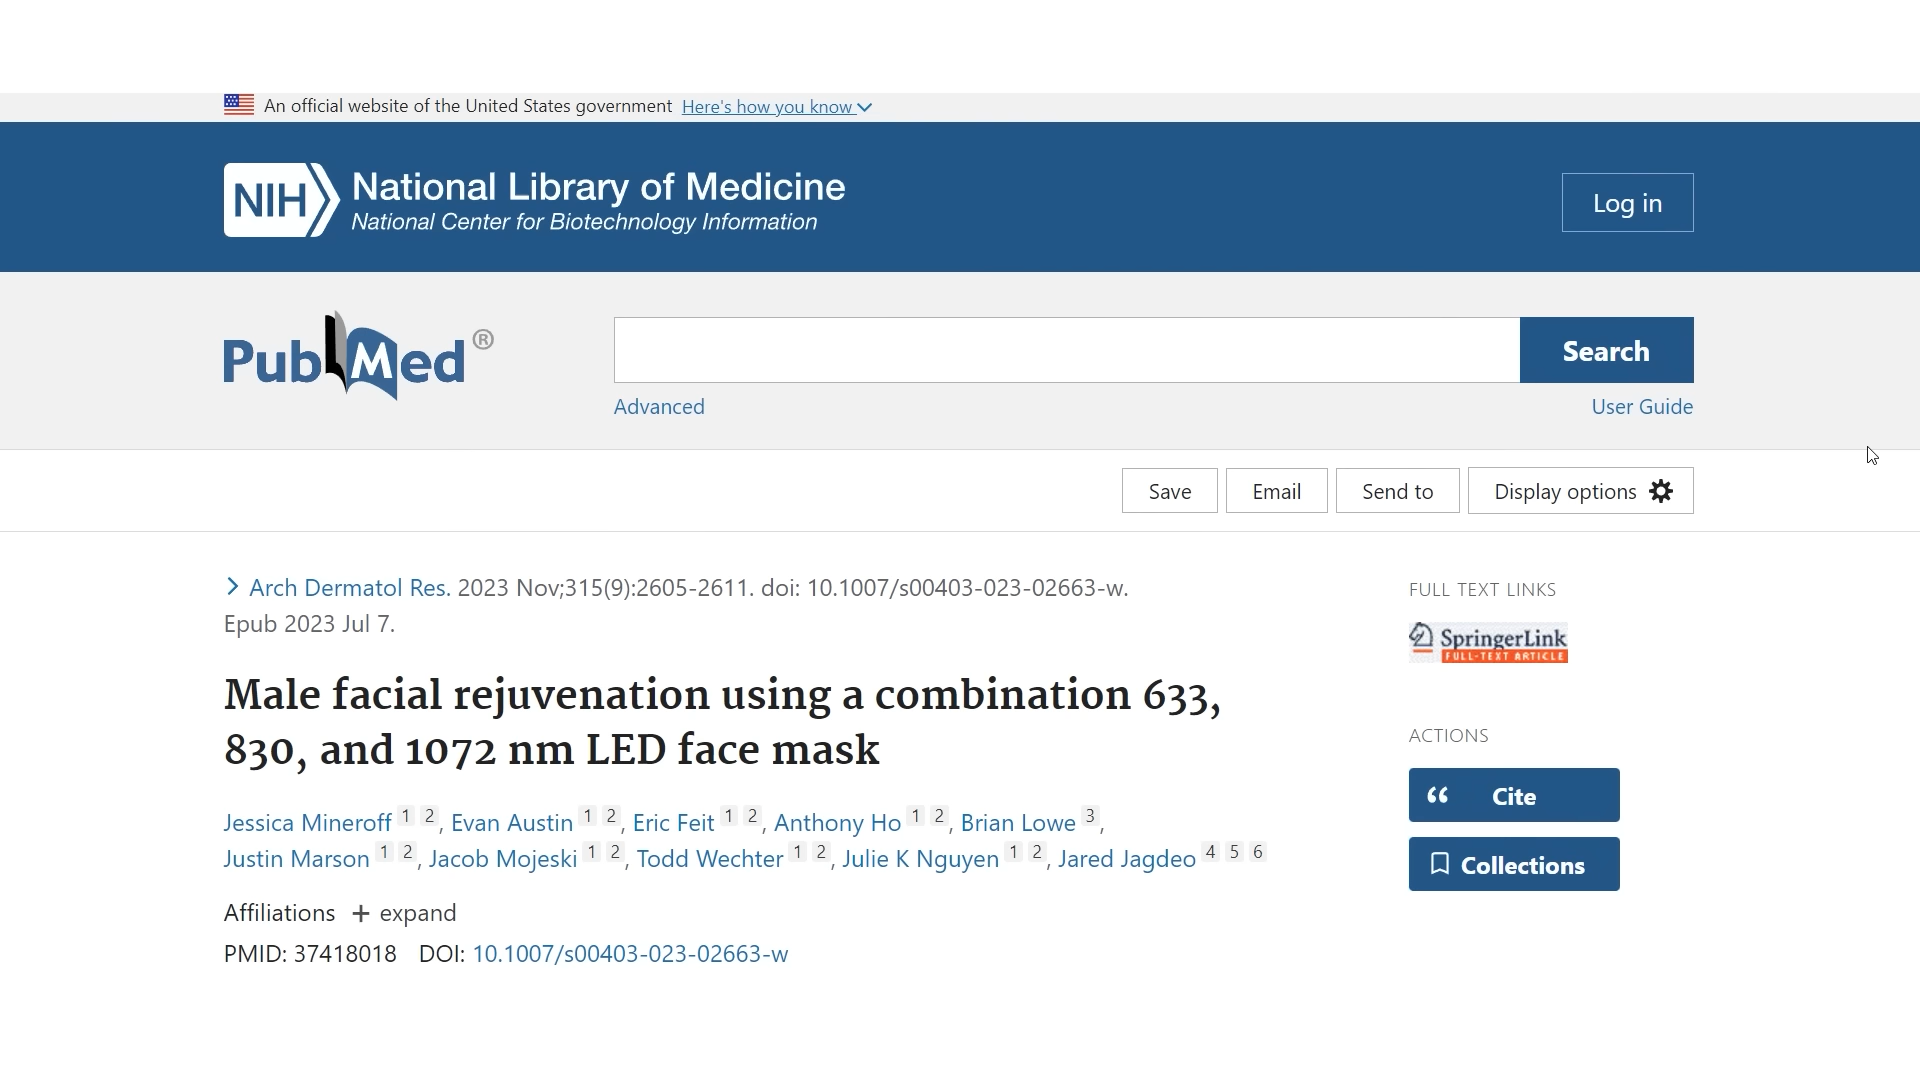 An official website of the United States government Here's how you know
NIH National Library of Medicine
National Center for Biotechnology Information
Log in
PubMed®
Search
Advanced
User Guide
Save
Email
Send to
Display options
Arch Dermatol Res. 2023 Nov;315(9):2605-2611. doi: 10.1007/s00403-023-02663-w.
Epub 2023 Jul 7.
Male facial rejuvenation using a combination 633,
830, and 1072 nm LED face mask
Jessica Mineroff 1 2, Evan Austin 1 2, Eric Feit 1 2, Anthony Ho 1 2, Brian Lowe 3,
Justin Marson 1 2, Jacob Mojeski 1 2, Todd Wechter 1 2, Julie K Nguyen 1 2, Jared Jagdeo 4 5 6
Affiliations + expand
PMID: 37418018 DOI: 10.1007/s00403-023-02663-w
FULL TEXT LINKS
SpringerLink
FULL-TEXT ARTICLE
ACTIONS
Cite
Collections